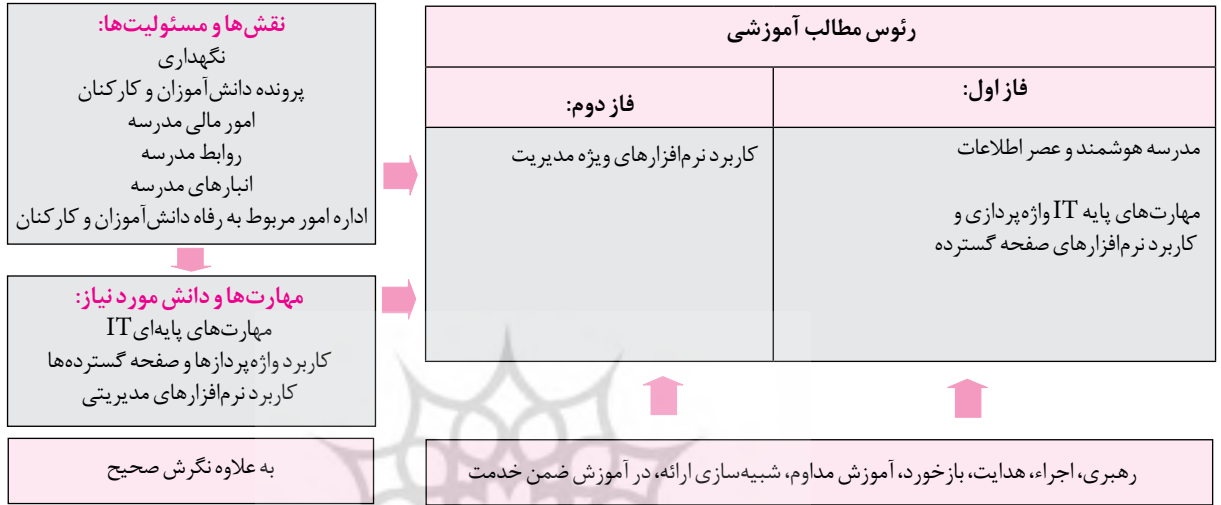 رئوس مطالب آموزشی
فاز اول:
مدرسه هوشمند و عصر اطلاعات
مهارت‌های پایه IT واژه‌پردازی و
کاربرد نرم‌افزارهای صفحه گسترده
فاز دوم:
کاربرد نرم‌افزارهای ویژه مدیریت
نقش‌ها و مسئولیت‌ها:
نگهداری
پرونده دانش‌آموزان و کارکنان
امور مالی مدرسه
روابط مدرسه
انبارهای مدرسه
اداره امور مربوط به رفاه دانش‌آموزان و کارکنان
مهارت‌ها و دانش مورد نیاز:
مهارت‌های پایه‌ای IT
کاربرد واژه‌پردازها و صفحه گسترده‌ها
کاربرد نرم‌افزارهای مدیریتی
رهبری، اجراء، هدایت، بازخورد، آموزش مداوم، شبیه‌سازی ارائه، در آموزش ضمن خدمت
به علاوه نگرش صحیح